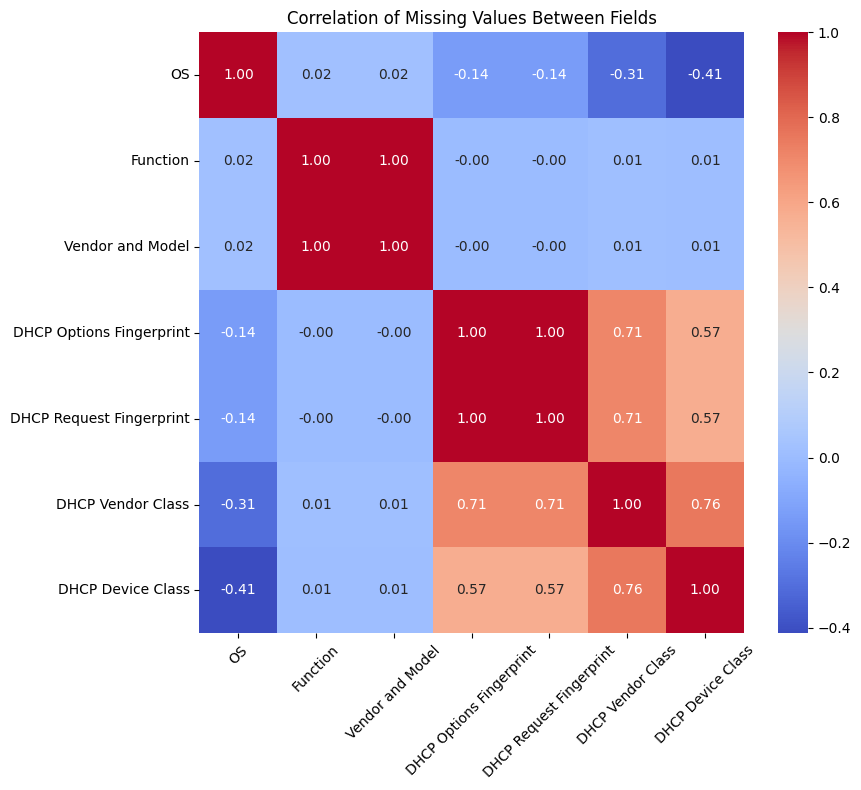 Correlation of Missing Values Between Fields
OS 1.00 0.02 0.02 -0.14 -0.14 -0.31 -0.41
Function 0.02 1.00 1.00 -0.00 -0.00 0.01 0.01
Vendor and Model 0.02 1.00 1.00 -0.00 -0.00 0.01 0.01
DHCP Options Fingerprint -0.14 -0.00 -0.00 1.00 1.00 0.71 0.57
DHCP Request Fingerprint -0.14 -0.00 -0.00 1.00 1.00 0.71 0.57
DHCP Vendor Class -0.31 0.01 0.01 0.71 0.71 1.00 0.76
DHCP Device Class -0.41 0.01 0.01 0.57 0.57 0.76 1.00
OS
Function
Vendor and Model
DHCP Options Fingerprint
DHCP Request Fingerprint
DHCP Vendor Class
DHCP Device Class
1.0
0.8
0.6
0.4
0.2
0.0
−0.2
−0.4